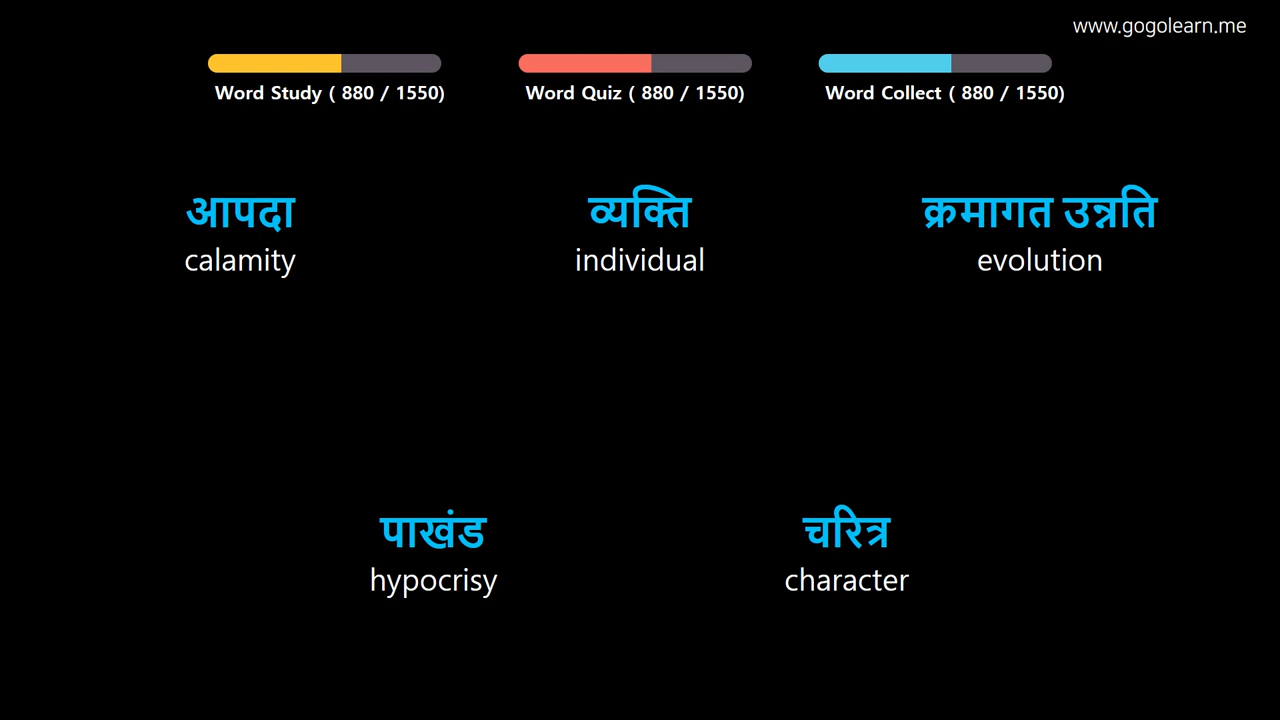 www.gogolearn.me
Word Study ( 880 / 1550)
Word Quiz ( 880 / 1550)
Word Collect ( 880 / 1550)
आपदा
calamity
व्यक्ति
individual
क्रमागत उन्नति
evolution
पाखंड
hypocrisy
चरित्र
character